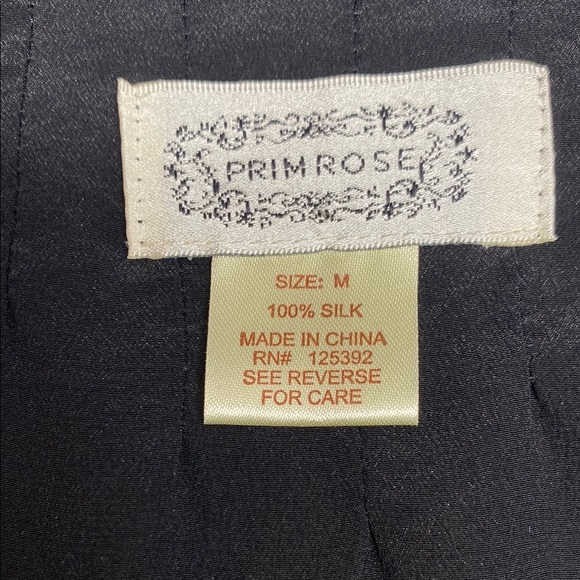 PRIMROSE
SIZE: M
100% SILK
MADE IN CHINA
RN# 125392
SEE REVERSE
FOR CARE